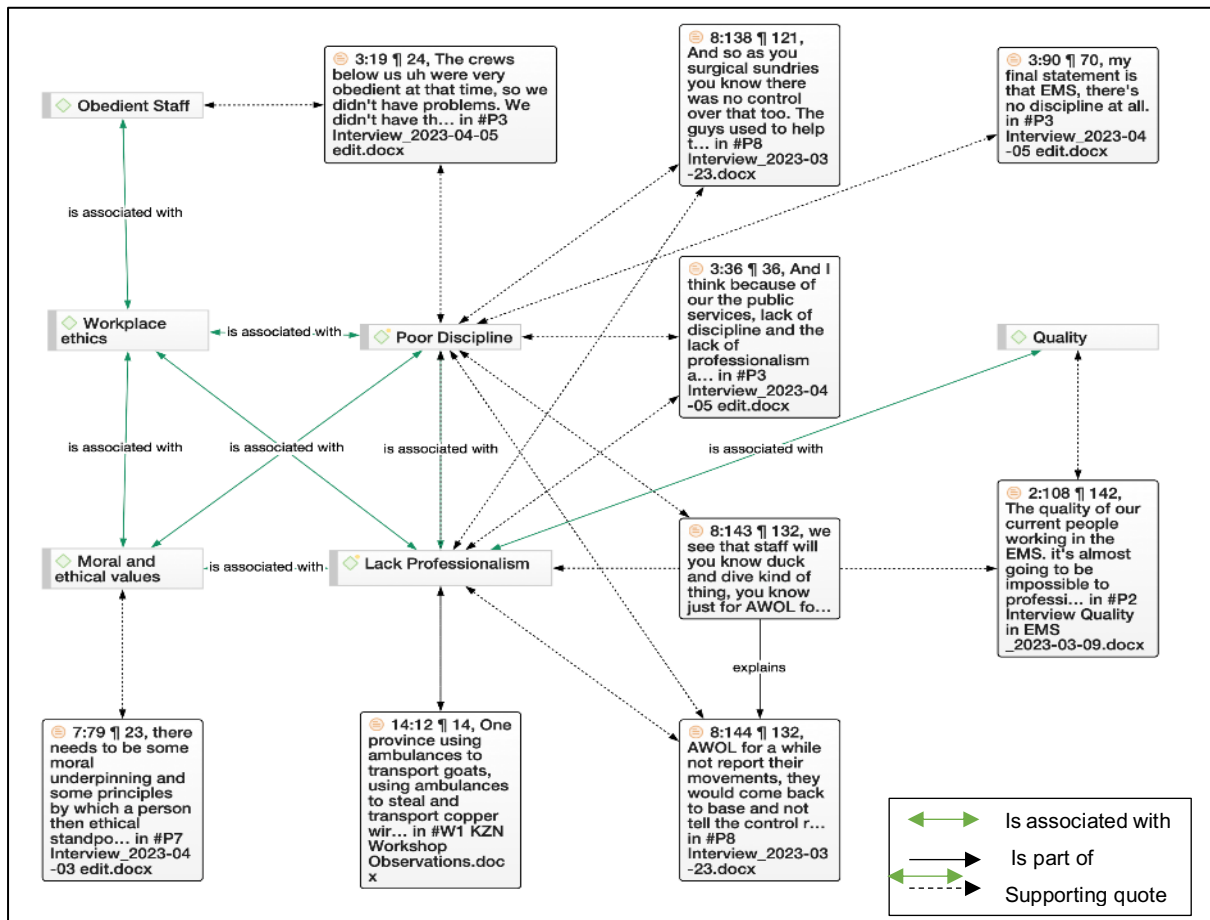 Obedient Staff
3:19 ¶ 24, The crews
below us uh were very
obedient at that time, so we
didn't have problems. We
didn't have th... in #P3
Interview_2023-04-05
edit.docx
8:138 ¶ 121,
And so as you
surgical sundries
you know there
was no control
over that too. The
guys used to help
t... in #P8
Interview_2023-03
-23.docx
3:90 ¶ 70, my
final statement is
that EMS, there's
no discipline at
all. in #P3
Interview_2023-04
-05 edit.docx
is associated with
3:36 ¶ 36, And I
think because of
our the public
services, lack of
discipline and the
lack of
professionalism
a... in #P3
Interview_2023-04
-05 edit.docx
Workplace
ethics
is associated with
Poor Discipline
Quality
is associated with
is associated with
is associated with
is associated with
Moral and
ethical values
is associated with
Lack Professionalism
8:143 ¶ 132, we
see that staff will
you know duck
and dive kind of
thing, you know
just for AWOL fo...
2:108 ¶ 142,
The quality of our
current people
working in the
EMS. it's almost
going to be
impossible to
professi... in #P2
Interview Quality
in EMS
_2023-03-09.docx
explains
7:79 ¶ 23, there
needs to be some
moral
underpinning and
some principles
by which a person
then ethical
standpo... in #P7
Interview_2023-04
-03 edit.docx
14:12 ¶ 14, One
province using
ambulances to
transport goats,
using ambulances
to steal and
transport copper
wir... in #W1 KZN
Workshop
Observations.doc
x
8:144 ¶ 132,
AWOL for a while
not report their
movements, they
would come back
to base and not
tell the control r...
in #P8
Interview_2023-03
-23.docx
Is associated with
Is part of
Supporting quote